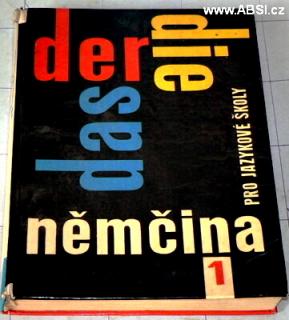 www.ABSI.cz
der
die
das
němčina
PRO JAZYKOVÉ ŠKOLY
1